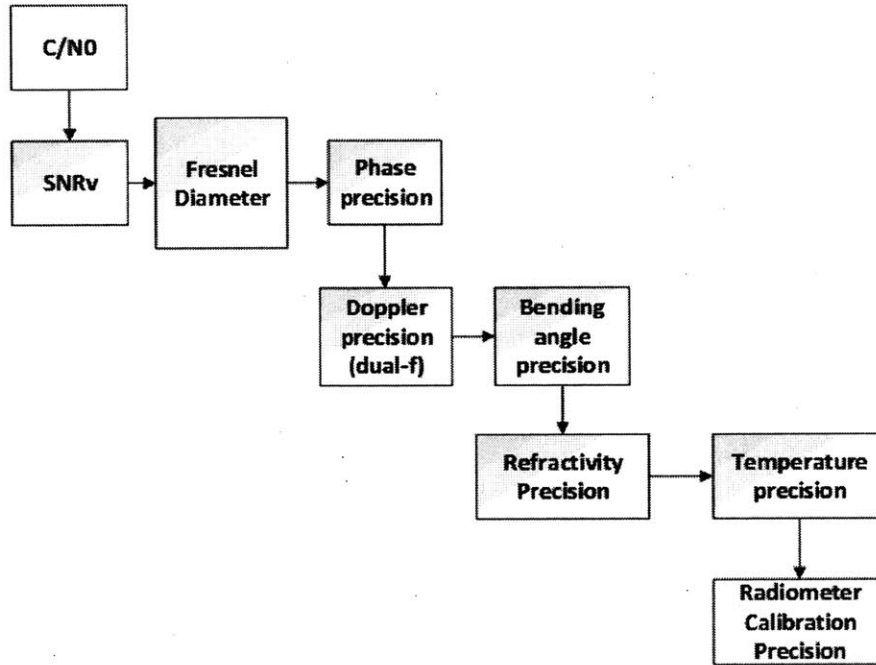 C/N0
SNRv
Fresnel
Diameter
Phase
precision
Doppler
precision
(dual-f)
Bending
angle
precision
Refractivity
Precision
Temperature
precision
Radiometer
Calibration
Precision